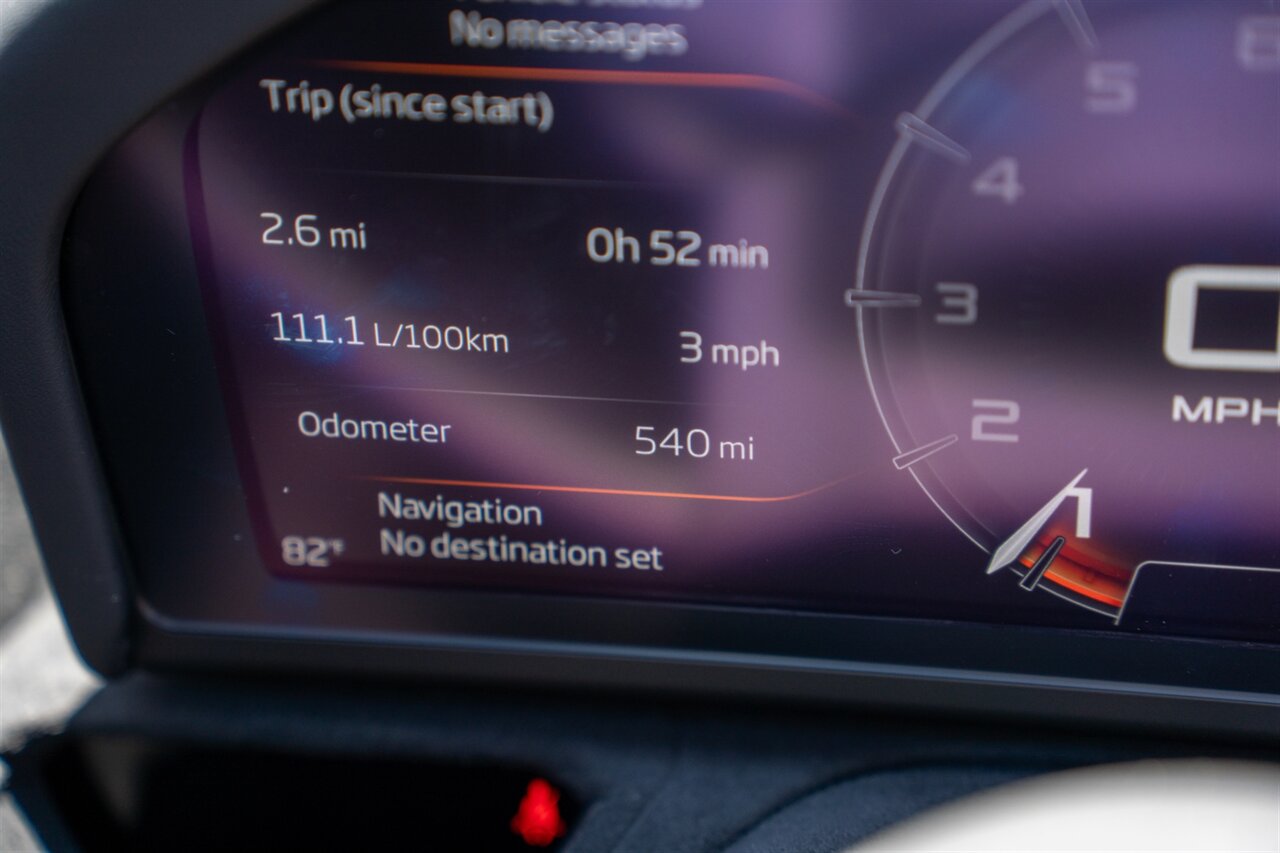 No messages
Trip (since start)
2.6 mi
0h 52 min
111.1 L/100km
3 mph
Odometer
540 mi
Navigation
No destination set
82°F
5
4
3
2
1
0
MPH